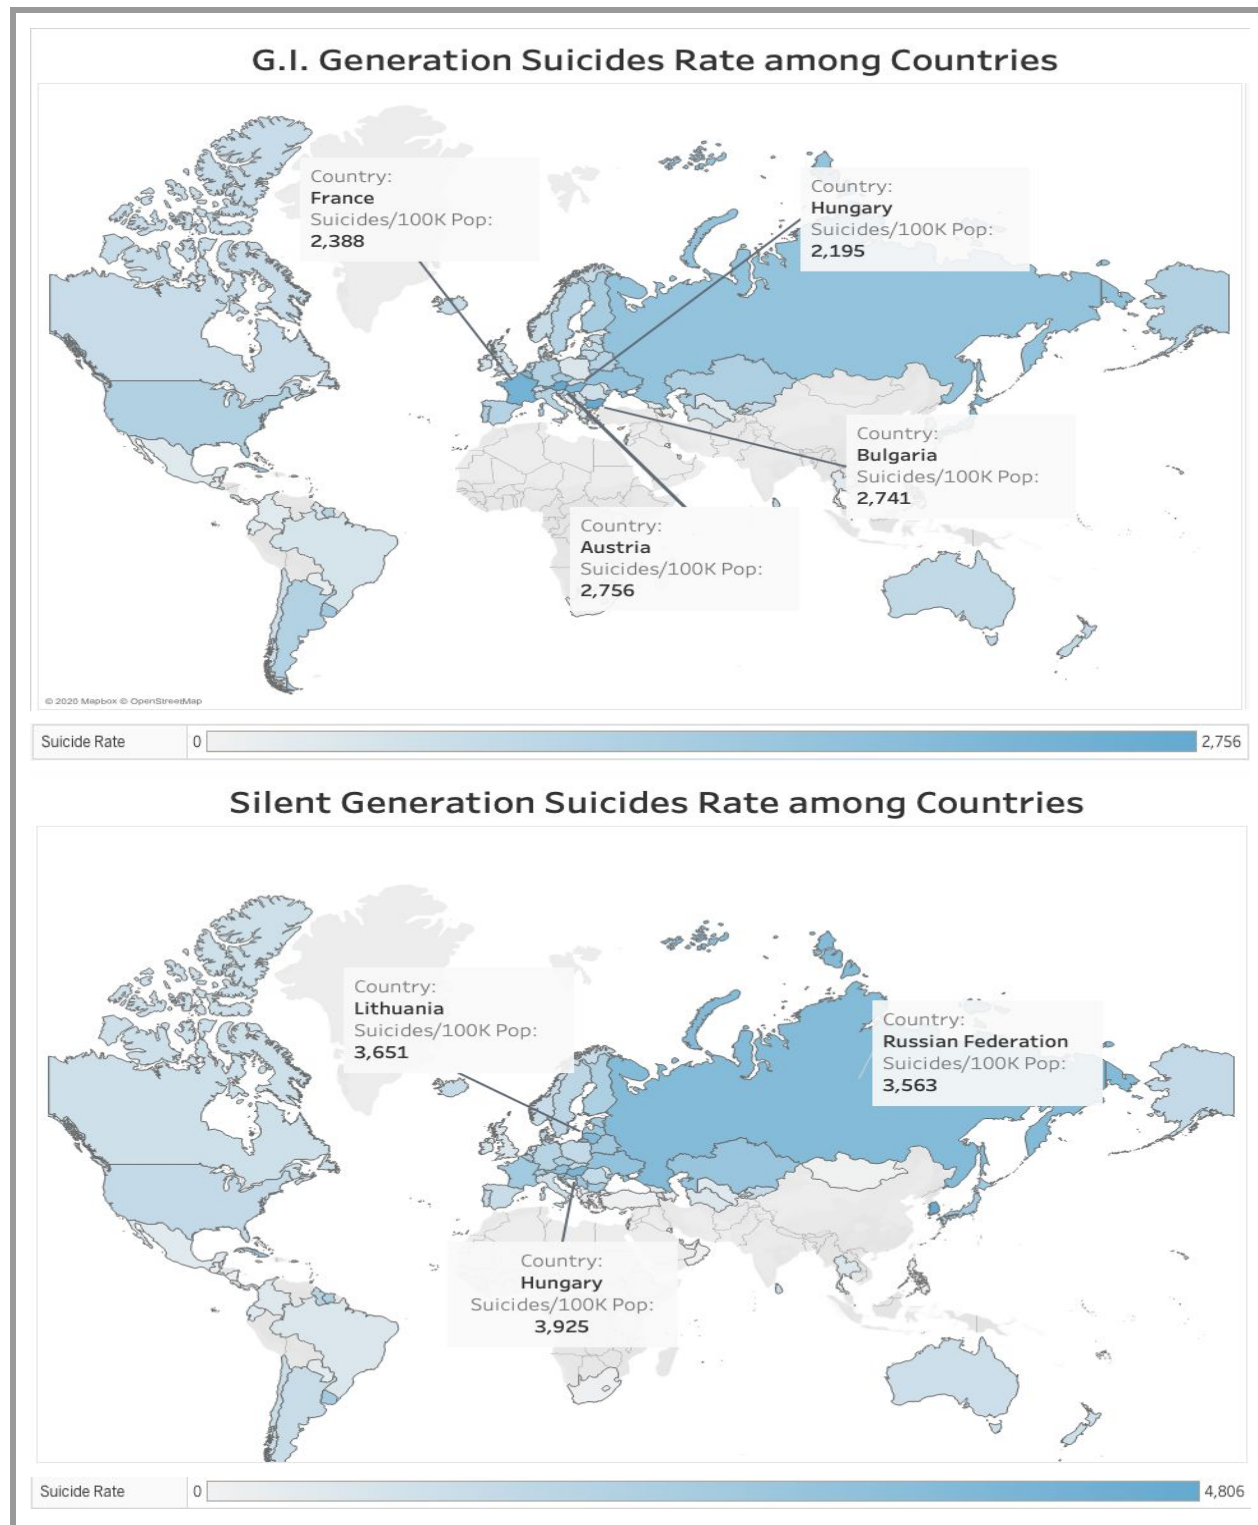 G.I. Generation Suicides Rate among Countries
Country:
France
Suicides/100K Pop:
2,388
Country:
Hungary
Suicides/100K Pop:
2,195
Country:
Bulgaria
Suicides/100K Pop:
2,741
Country:
Austria
Suicides/100K Pop:
2,756
© 2020 Mapbox © OpenStreetMap
Suicide Rate 0 2,756
Silent Generation Suicides Rate among Countries
Country:
Lithuania
Suicides/100K Pop:
3,651
Country:
Russian Federation
Suicides/100K Pop:
3,563
Country:
Hungary
Suicides/100K Pop:
3,925
Suicide Rate 0 4,806